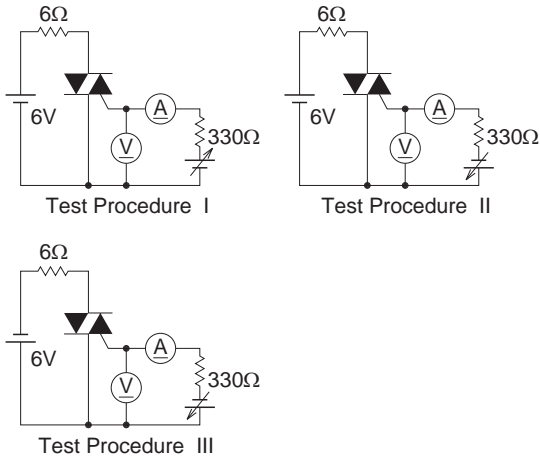 6Ω
6V
A
V
330Ω
Test Procedure I
6Ω
6V
A
V
330Ω
Test Procedure II
6Ω
6V
A
V
330Ω
Test Procedure III